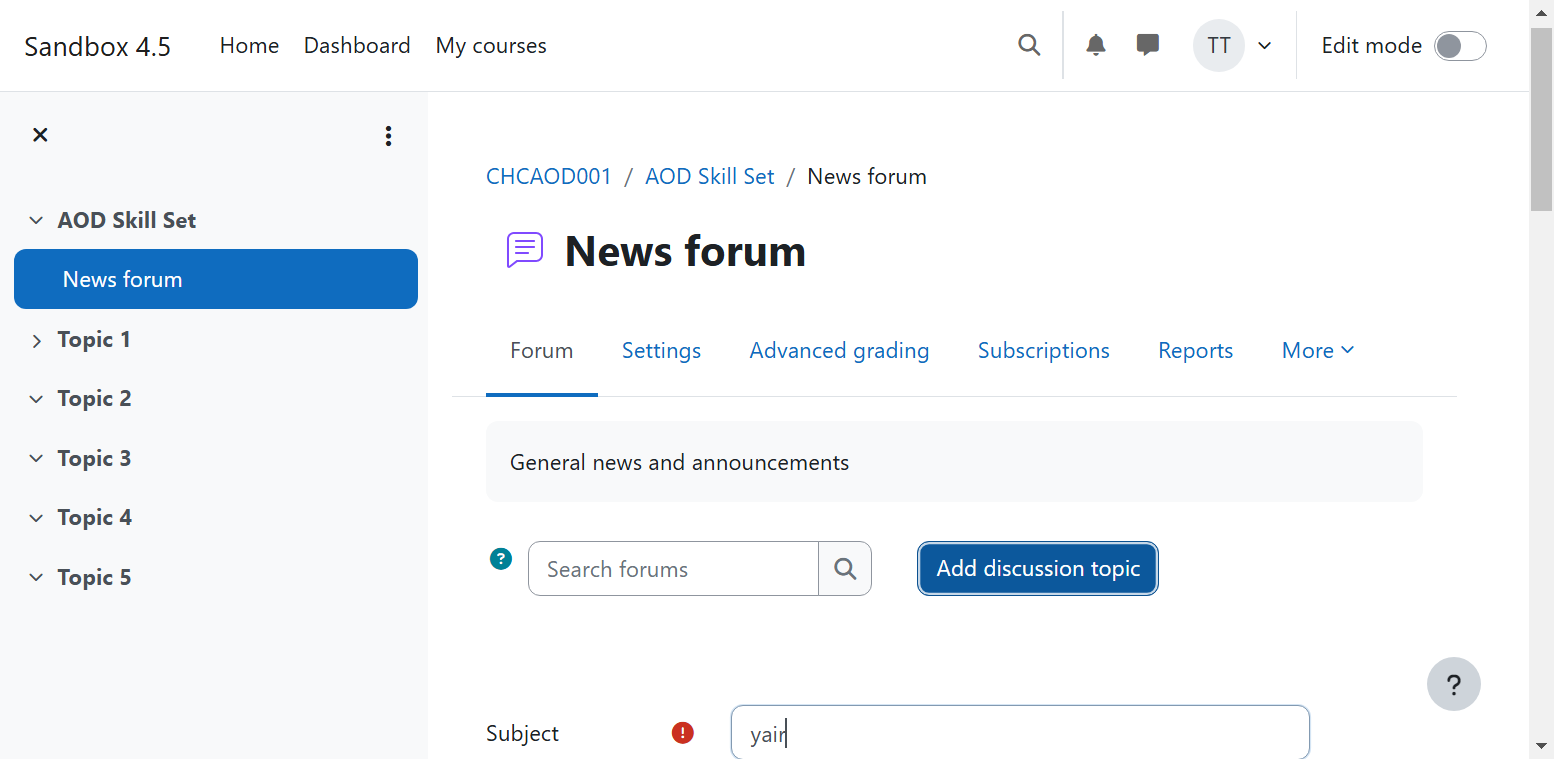 Sandbox 4.5 Home Dashboard My courses TT Edit mode
AOD Skill Set
News forum
Topic 1
Topic 2
Topic 3
Topic 4
Topic 5
CHCAOD001 / AOD Skill Set / News forum
News forum
Forum Settings Advanced grading Subscriptions Reports More
General news and announcements
? Search forums Add discussion topic
?
Subject ! yair